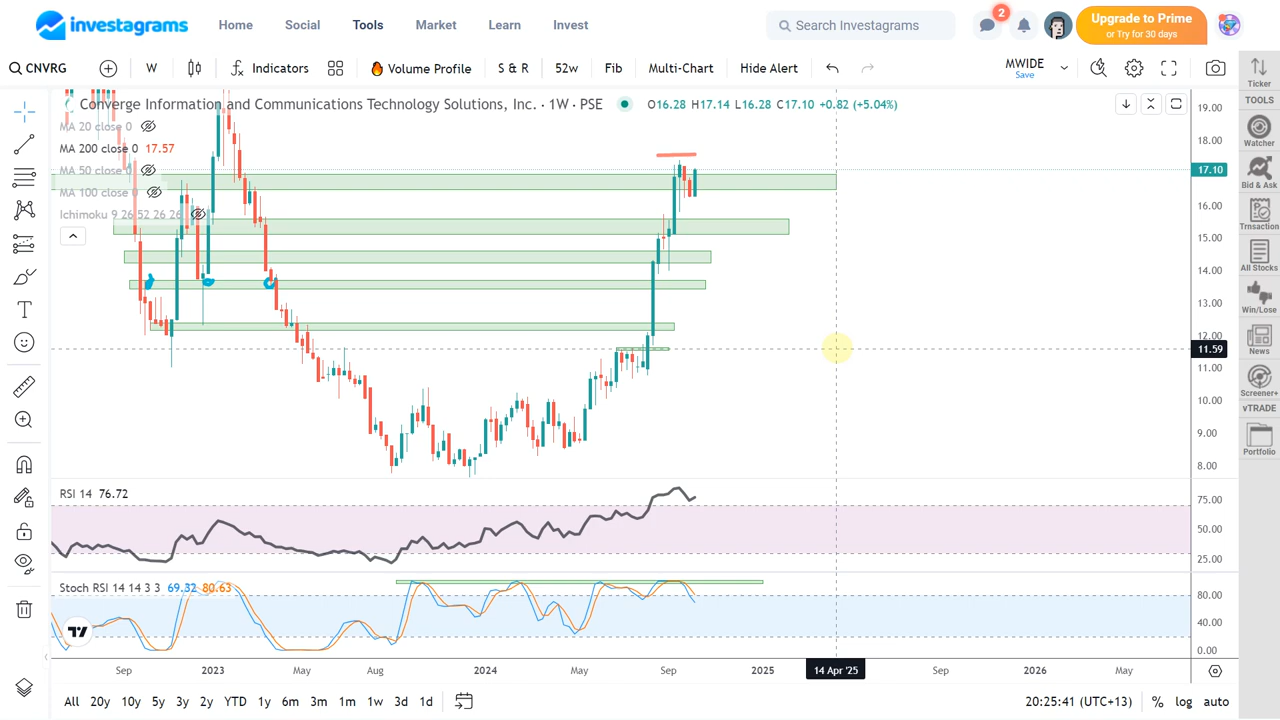 investagrams
Home
Social
Tools
Market
Learn
Invest
Search Investagrams
2
Upgrade to Prime
or Try for 30 days
CNVRG
W
Indicators
Volume Profile
S & R
52w
Fib
Multi-Chart
Hide Alert
MWIDE
Save
Ticker
TOOLS
Watcher
Bid & Ask
Trnsaction
All Stocks
Win/Lose
News
Screener+
vTRADE
Portfolio
Converge Information and Communications Technology Solutions, Inc. · 1W · PSE
O16.28 H17.14 L16.28 C17.10 +0.82 (+5.04%)
MA 20 close 0
MA 200 close 0 17.57
MA 50 close 0
MA 100 close 0
Ichimoku 9 26 52 26 26
19.00
18.00
17.10
16.00
15.00
14.00
13.00
12.00
11.59
11.00
10.00
9.00
8.00
RSI 14 76.72
75.00
50.00
25.00
Stoch RSI 14 14 3 3 69.32 80.63
80.00
40.00
0.00
Sep
2023
May
Aug
2024
May
Sep
2025
14 Apr '25
Sep
2026
May
All
20y
10y
5y
3y
2y
YTD
1y
6m
3m
1m
1w
3d
1d
20:25:41 (UTC+13)
%
log
auto